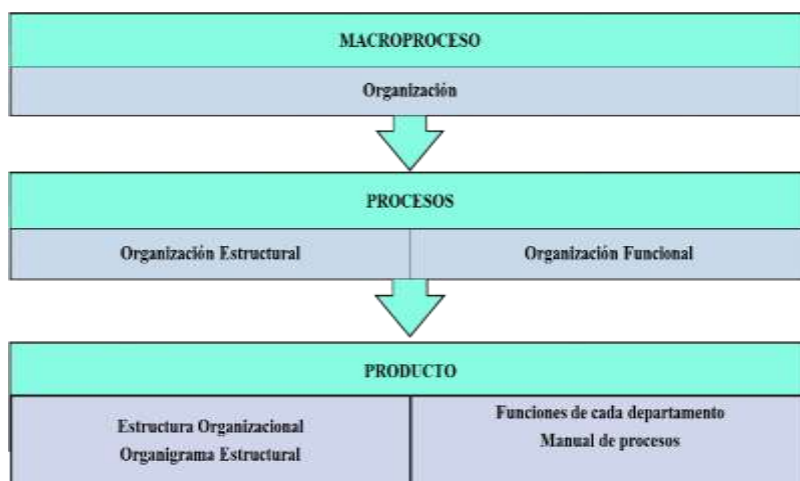 MACROPROCESO
Organización
PROCESOS
Organización Estructural
Organización Funcional
PRODUCTO
Estructura Organizacional
Organigrama Estructural
Funciones de cada departamento
Manual de procesos